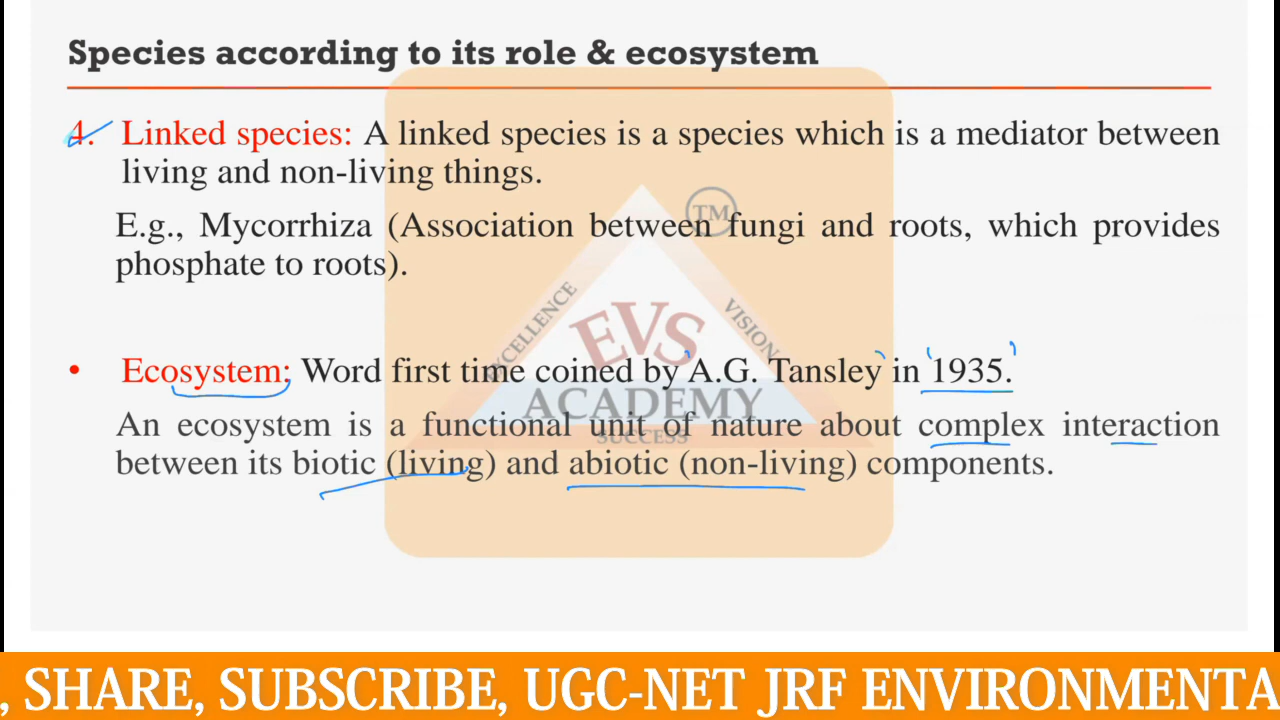 Species according to its role & ecosystem
4. Linked species: A linked species is a species which is a mediator between
living and non-living things.
E.g., Mycorrhiza (Association between fungi and roots, which provides
phosphate to roots).
• Ecosystem: Word first time coined by A.G. Tansley in 1935.
An ecosystem is a functional unit of nature about complex interaction
between its biotic (living) and abiotic (non-living) components.
TM
EXCELLENCE
VISION
EVS
ACADEMY
SUCCESS
, SHARE, SUBSCRIBE, UGC-NET JRF ENVIRONMENTA